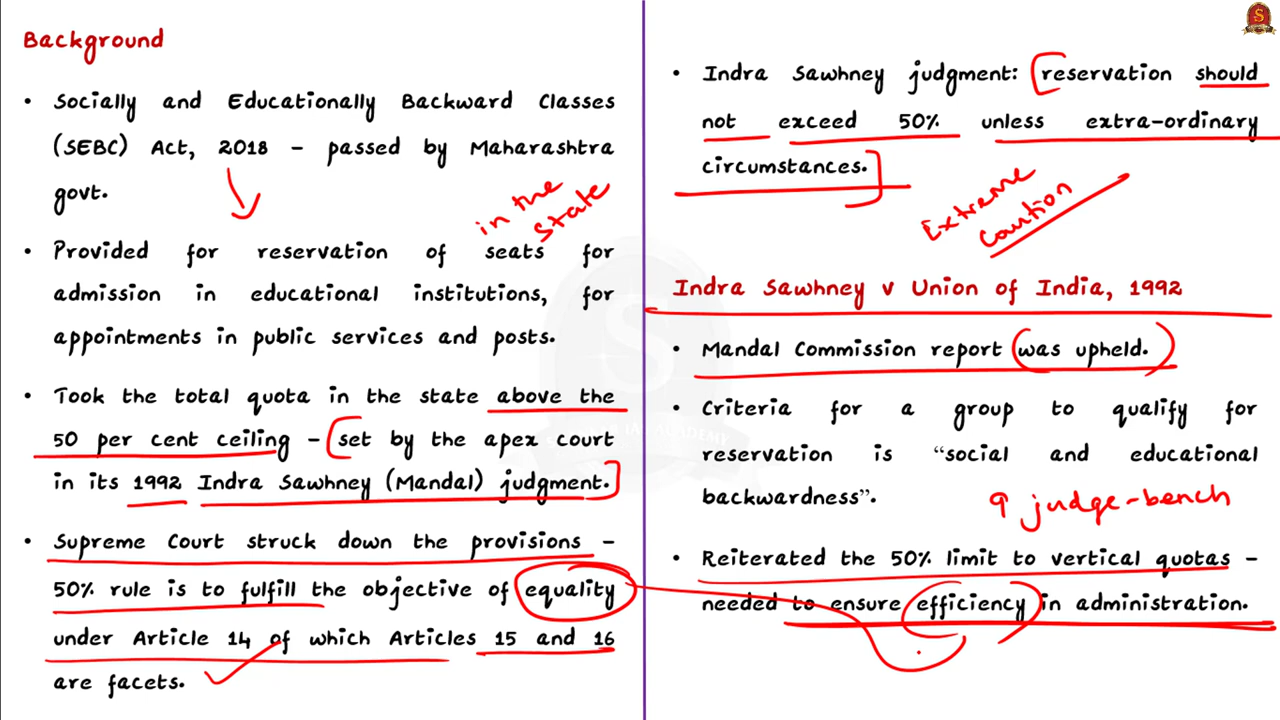 Background
• Socially and Educationally Backward Classes
(SEBC) Act, 2018 – passed by Maharashtra
govt.
in the
State
• Provided for reservation of seats for
admission in educational institutions, for
appointments in public services and posts.
• Took the total quota in the state above the
50 per cent ceiling – set by the apex court
in its 1992 Indra Sawhney (Mandal) judgment.
• Supreme Court struck down the provisions –
50% rule is to fulfill the objective of equality
under Article 14 of which Articles 15 and 16
are facets.
• Indra Sawhney judgment: reservation should
not exceed 50% unless extra-ordinary
circumstances.
Extreme
Caution
Indra Sawhney v Union of India, 1992
• Mandal Commission report was upheld.
• Criteria for a group to qualify for
reservation is “social and educational
backwardness”.
9 judge-bench
• Reiterated the 50% limit to vertical quotas –
needed to ensure efficiency in administration.